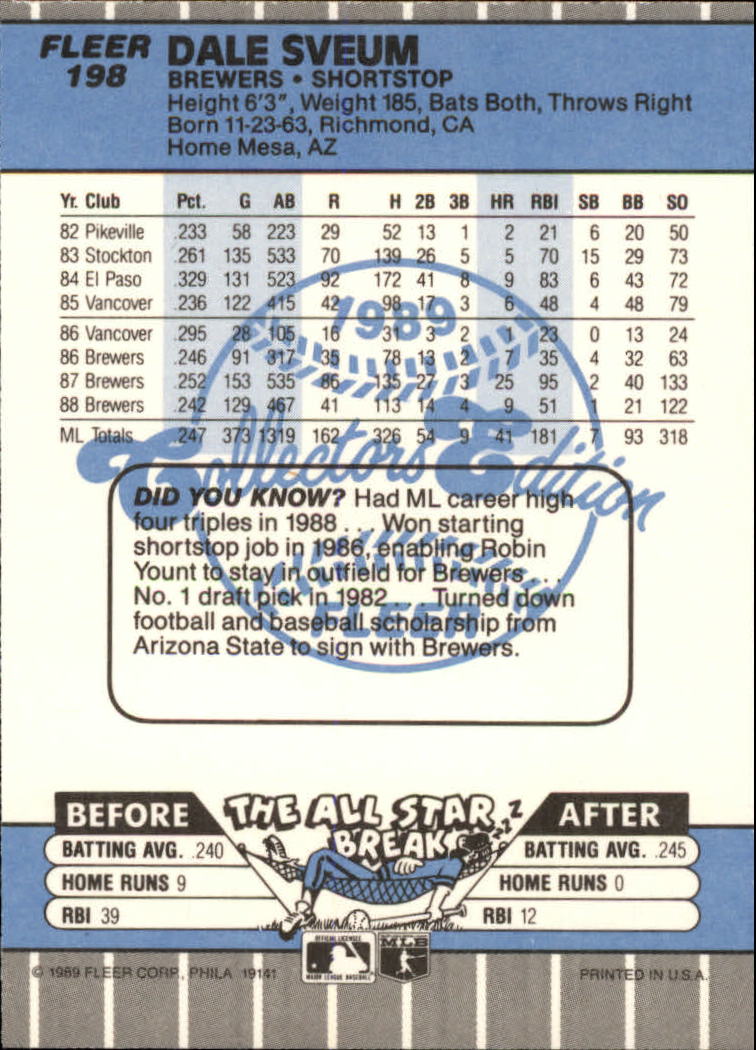 FLEER
198
DALE SVEUM
BREWERS • SHORTSTOP
Height 6'3", Weight 185, Bats Both, Throws Right
Born 11-23-63, Richmond, CA
Home Mesa, AZ
Yr. Club Pct. G AB R H 2B 3B HR RBI SB BB SO
82 Pikeville .233 58 223 29 52 13 1 2 21 6 20 50
83 Stockton .261 135 533 70 139 26 5 5 70 15 29 73
84 El Paso .329 131 523 92 172 41 8 9 83 6 43 72
85 Vancover .236 122 415 42 98 17 3 6 48 4 48 79
86 Vancover .295 28 105 16 31 3 2 1 23 0 13 24
86 Brewers .246 91 317 35 78 13 2 7 35 4 32 63
87 Brewers .252 153 535 86 135 27 3 25 95 2 40 133
88 Brewers .242 129 467 41 113 14 4 9 51 1 21 122
ML Totals .247 373 1319 162 326 54 9 41 181 7 93 318
1989
Collectors Edition
FLEER
DID YOU KNOW? Had ML career high
four triples in 1988 . . . Won starting
shortstop job in 1986, enabling Robin
Yount to stay in outfield for Brewers . . .
No. 1 draft pick in 1982 . . . Turned down
football and baseball scholarship from
Arizona State to sign with Brewers.
BEFORE THE ALL STAR BREAK AFTER
ZZZ
BATTING AVG. .240 BATTING AVG. .245
HOME RUNS 9 HOME RUNS 0
RBI 39 RBI 12
OFFICIAL LICENSEE
MAJOR LEAGUE BASEBALL
MLB
© 1989 FLEER CORP., PHILA 19141 PRINTED IN U.S.A.